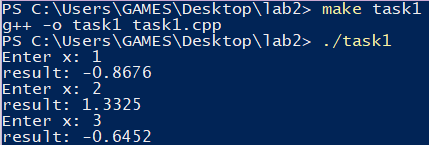 PS C:\Users\GAMES\Desktop\lab2> make task1
g++ -o task1 task1.cpp
PS C:\Users\GAMES\Desktop\lab2> ./task1
Enter x: 1
result: -0.8676
Enter x: 2
result: 1.3325
Enter x: 3
result: -0.6452